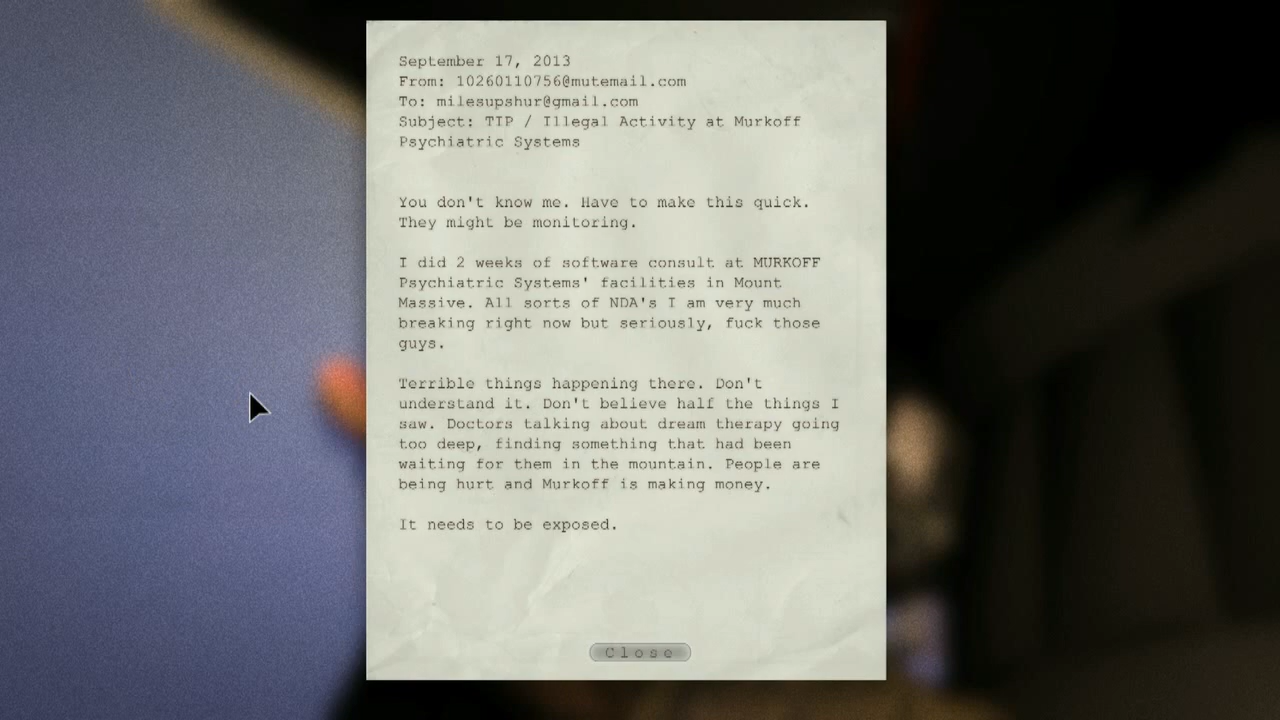 September 17, 2013
From: 10260110756@mutemail.com
To: milesupshur@gmail.com
Subject: TIP / Illegal Activity at Murkoff
Psychiatric Systems
You don't know me. Have to make this quick.
They might be monitoring.
I did 2 weeks of software consult at MURKOFF
Psychiatric Systems' facilities in Mount
Massive. All sorts of NDA's I am very much
breaking right now but seriously, fuck those
guys.
Terrible things happening there. Don't
understand it. Don't believe half the things I
saw. Doctors talking about dream therapy going
too deep, finding something that had been
waiting for them in the mountain. People are
being hurt and Murkoff is making money.
It needs to be exposed.
Close